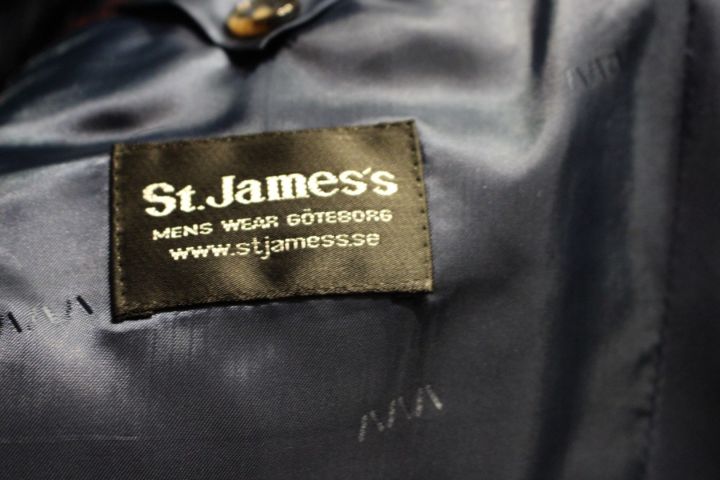 St. James's
MENS WEAR GÖTEBORG
www.stjamess.se